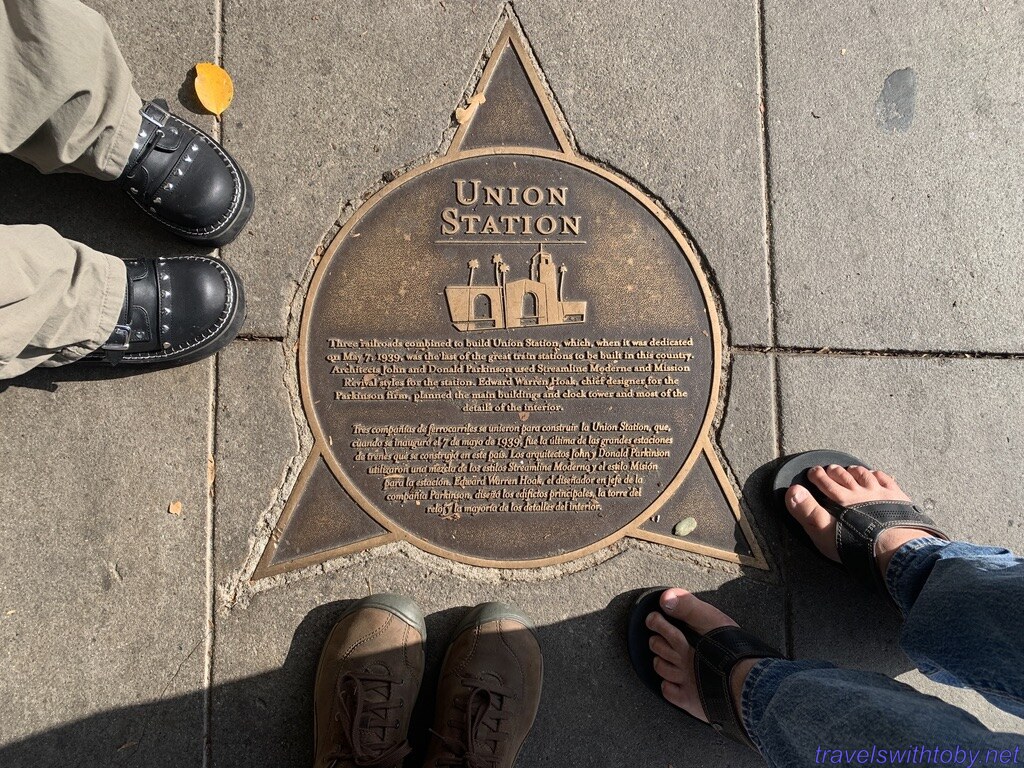 UNION
STATION
Three railroads combined to build Union Station, which, when it was dedicated
on May 7, 1939, was the last of the great train stations to be built in this country.
Architects John and Donald Parkinson used Streamline Moderne and Mission
Revival styles for the station. Edward Warren Hoak, chief designer for the
Parkinson firm, planned the main buildings and clock tower and most of the
details of the interior.
Tres compañías de ferrocarriles se unieron para construir la Union Station, que,
cuando se inauguró el 7 de mayo de 1939, fue la última de las grandes estaciones
de trenes que se construyó en este país. Los arquitectos John y Donald Parkinson
utilizaron una mezcla de los estilos Streamline Moderne y el estilo Misión
para la estación. Edward Warren Hoak, el diseñador en jefe de la
compañía Parkinson, diseñó los edificios principales, la torre del
reloj y la mayoría de los detalles del interior.
travelswithtoby.net